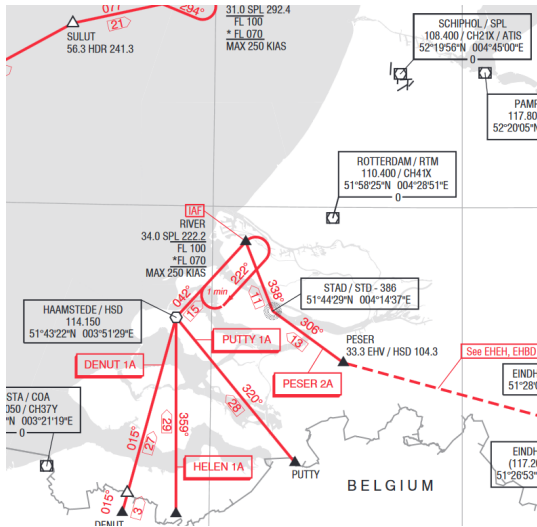 077°
21
294°
SULUT
56.3 HDR 241.3
31.0 SPL 292.4
FL 100
* FL 070
MAX 250 KIAS
SCHIPHOL / SPL
108.400 / CH21X / ATIS
52°19'56"N 004°45'00"E
0
PAMP
117.80
52°20'05"N
ROTTERDAM / RTM
110.400 / CH41X
51°58'25"N 004°28'51"E
0
IAF
RIVER
34.0 SPL 222.2
FL 100
*FL 070
MAX 250 KIAS
222°
1 min
042°
15
338°
11
STAD / STD - 386
51°44'29"N 004°14'37"E
HAAMSTEDE / HSD
114.150
51°43'22"N 003°51'29"E
306°
13
PESER
33.3 EHV / HSD 104.3
PUTTY 1A
DENUT 1A
PESER 2A
See EHEH, EHBD
EINDH
51°28'
STA / COA
050 / CH37Y
"N 003°21'19"E
0
320°
28
359°
29
015°
27
HELEN 1A
PUTTY
BELGIUM
EINDH
(117.20
51°26'53"
015°
3
DENUT